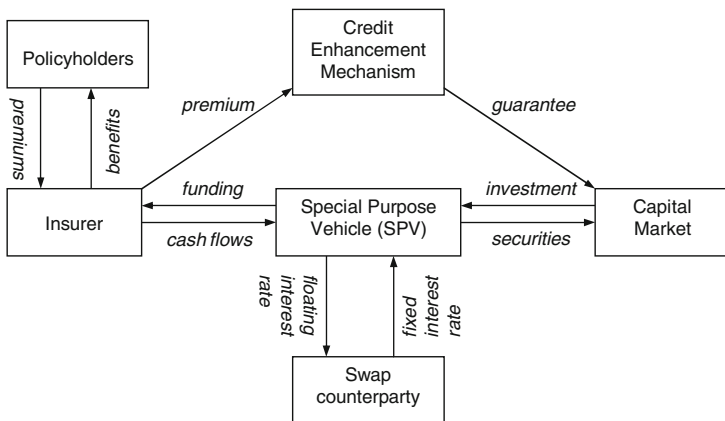 Policyholders
Credit
Enhancement
Mechanism
premiums
benefits
premium
guarantee
Insurer
funding
cash flows
Special Purpose
Vehicle (SPV)
investment
securities
Capital
Market
floating
interest
rate
fixed
interest
rate
Swap
counterparty